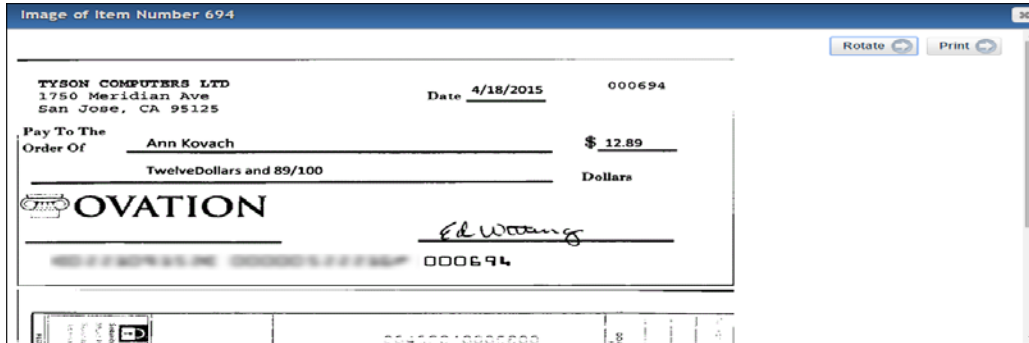 Image of Item Number 694
Rotate Print
TYSON COMPUTERS LTD
1750 Meridian Ave
San Jose, CA 95125
Date 4/18/2015
000694
Pay To The
Order Of Ann Kovach $ 12.89
TwelveDollars and 89/100 Dollars
OVATION
000694